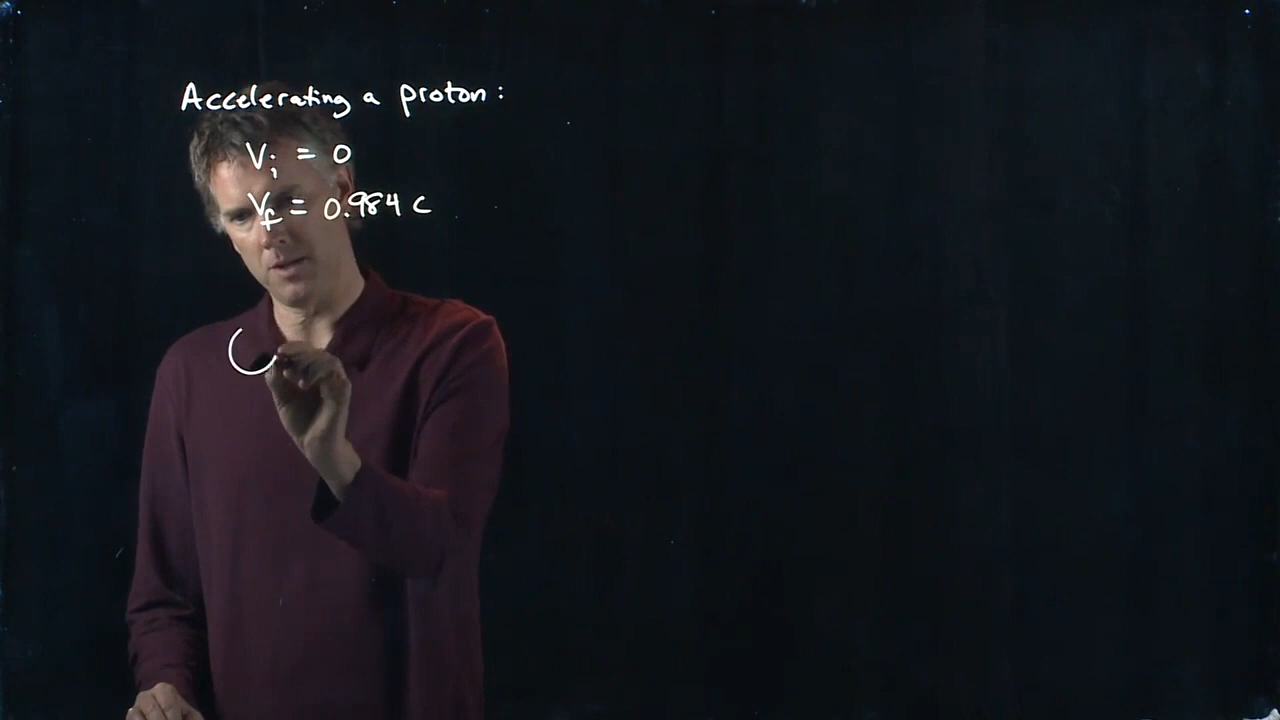 Accelerating a proton:
Vi = 0
Vf = 0.984 c